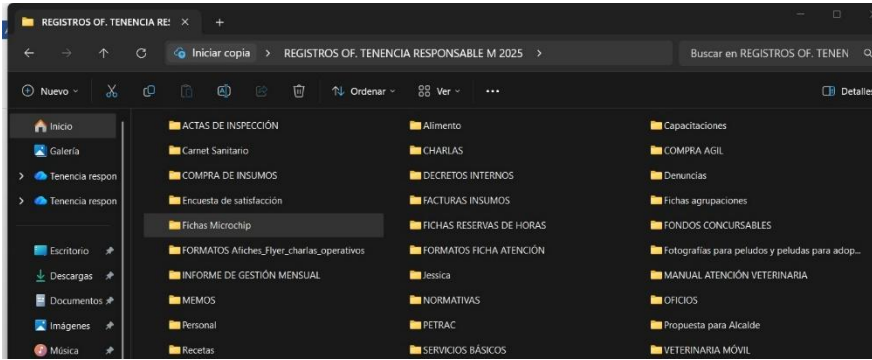 REGISTROS OF. TENENCIA RE
Iniciar copia > REGISTROS OF. TENENCIA RESPONSABLE M 2025 >
Buscar en REGISTROS OF. TENEN
Nuevo
Ordenar
Ver
Detalles
Inicio
Galería
Tenencia respon
Tenencia respon
Escritorio
Descargas
Documentos
Imágenes
Música
ACTAS DE INSPECCIÓN
Alimento
Capacitaciones
Carnet Sanitario
CHARLAS
COMPRA AGIL
COMPRA DE INSUMOS
DECRETOS INTERNOS
Denuncias
Encuesta de satisfacción
FACTURAS INSUMOS
Fichas agrupaciones
Fichas Microchip
FICHAS RESERVAS DE HORAS
FONDOS CONCURSABLES
FORMATOS Afiches_Flyer_charlas_operativos
FORMATOS FICHA ATENCIÓN
Fotografías para peludos y peludas para adop...
INFORME DE GESTIÓN MENSUAL
Jessica
MANUAL ATENCIÓN VETERINARIA
MEMOS
NORMATIVAS
OFICIOS
Personal
PETRAC
Propuesta para Alcalde
Recetas
SERVICIOS BÁSICOS
VETERINARIA MÓVIL